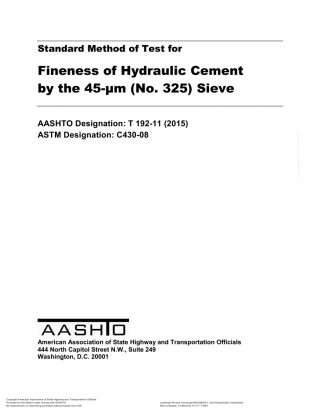 Standard Method of Test for
Fineness of Hydraulic Cement
by the 45-µm (No. 325) Sieve
AASHTO Designation: T 192-11 (2015)
ASTM Designation: C430-08
AASHTO
American Association of State Highway and Transportation Officials
444 North Capitol Street N.W., Suite 249
Washington, D.C. 20001